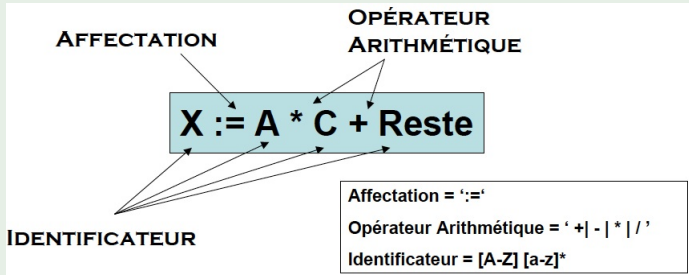 OPÉRATEUR
ARITHMÉTIQUE
AFFECTATION
X := A * C + Reste
IDENTIFICATEUR
Affectation = ‘:=‘
Opérateur Arithmétique = ‘ +| - | * | / ’
Identificateur = [A-Z] [a-z]*